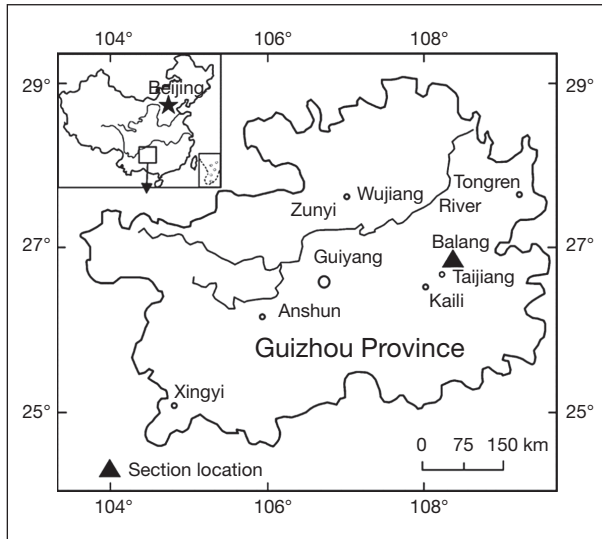 104°
106°
108°
29°
29°
Beijing
Tongren
Wujiang
Zunyi
River
27°
27°
Balang
Guiyang
Taijiang
Kaili
Anshun
Guizhou Province
Xingyi
25°
25°
0 75 150 km
Section location
104°
106°
108°